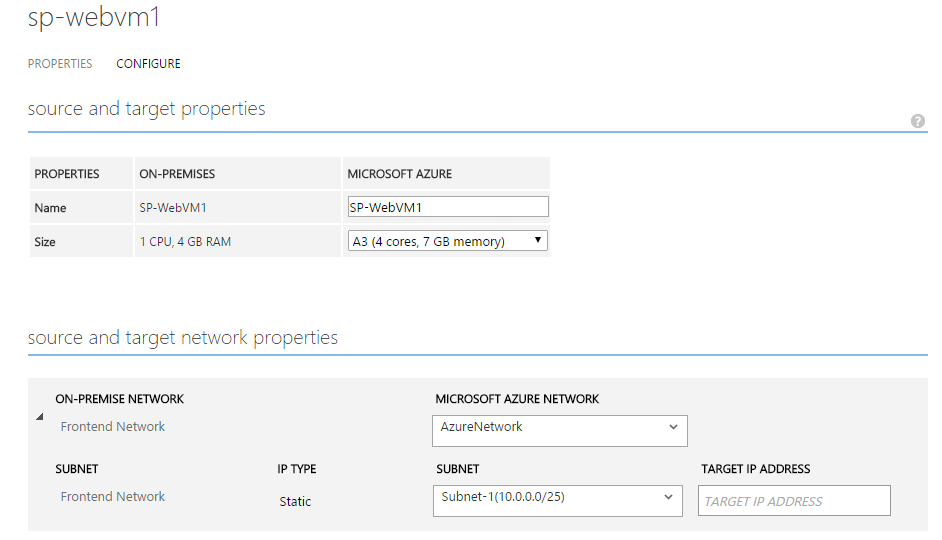 sp-webvm1
PROPERTIES CONFIGURE
source and target properties
?
PROPERTIES ON-PREMISES MICROSOFT AZURE
Name SP-WebVM1 SP-WebVM1
Size 1 CPU, 4 GB RAM A3 (4 cores, 7 GB memory)
source and target network properties
ON-PREMISE NETWORK MICROSOFT AZURE NETWORK
Frontend Network AzureNetwork
SUBNET IP TYPE SUBNET TARGET IP ADDRESS
Frontend Network Static Subnet-1(10.0.0.0/25) TARGET IP ADDRESS